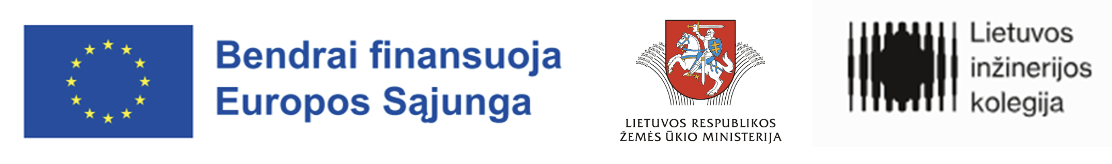 Bendrai finansuoja
Europos Sąjunga
LIETUVOS RESPUBLIKOS
ŽEMĖS ŪKIO MINISTERIJA
Lietuvos
inžinerijos
kolegija